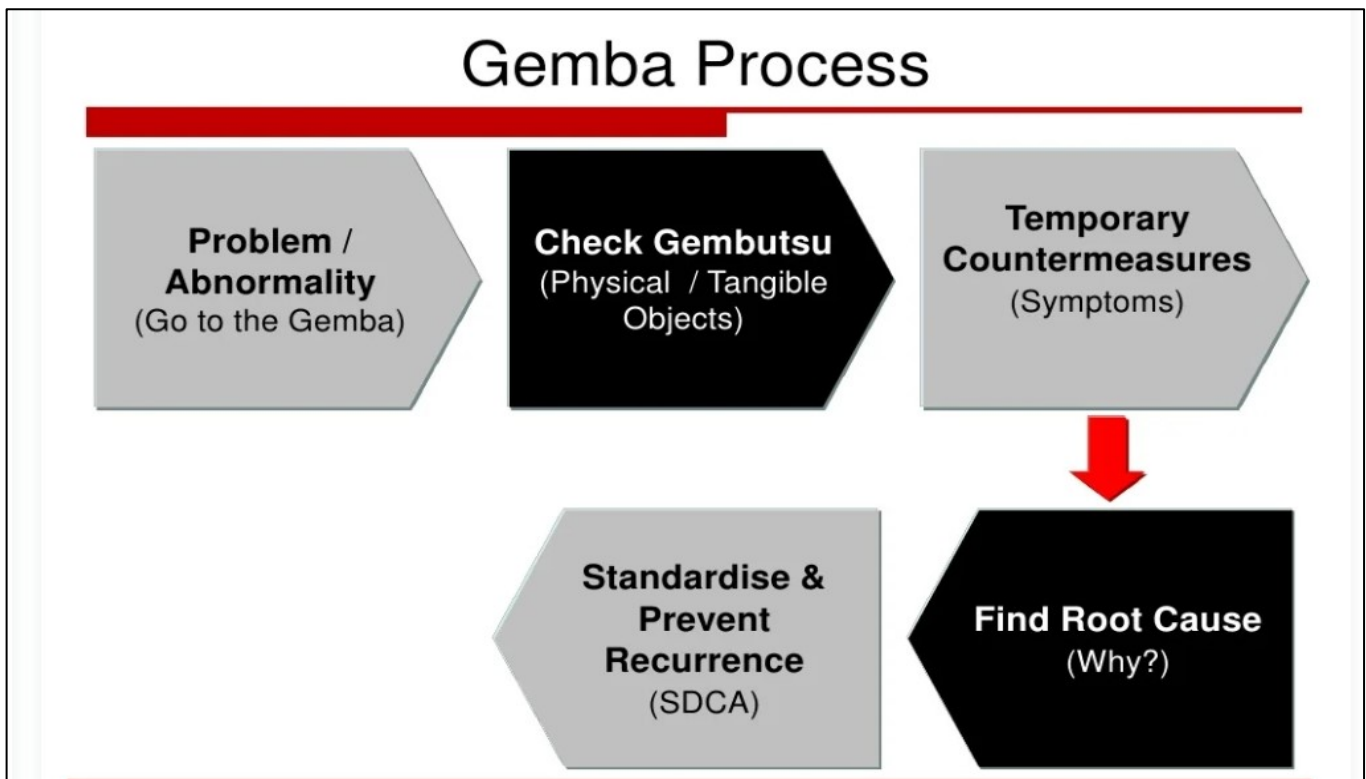 Gemba Process
Problem /
Abnormality
(Go to the Gemba)
Check Gembutsu
(Physical / Tangible
Objects)
Temporary
Countermeasures
(Symptoms)
Find Root Cause
(Why?)
Standardise &
Prevent
Recurrence
(SDCA)